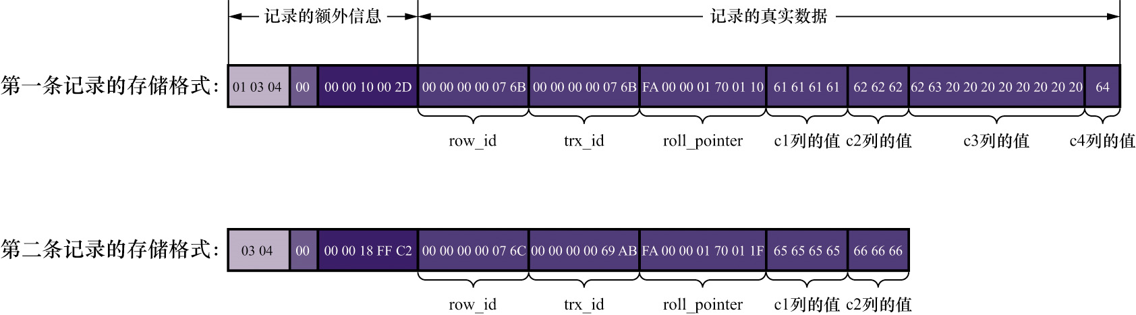 记录的额外信息 记录的真实数据
第一条记录的存储格式： 01 03 04 00 00 00 10 00 2D 00 00 00 00 07 6B 00 00 00 00 07 6B FA 00 00 01 70 01 10 61 61 61 61 62 62 62 62 63 20 20 20 20 20 20 20 20 64
row_id trx_id roll_pointer c1列的值 c2列的值 c3列的值 c4列的值
第二条记录的存储格式： 03 04 00 00 00 18 FF C2 00 00 00 00 07 6C 00 00 00 00 69 AB FA 00 00 01 70 01 1F 65 65 65 65 66 66 66
row_id trx_id roll_pointer c1列的值 c2列的值